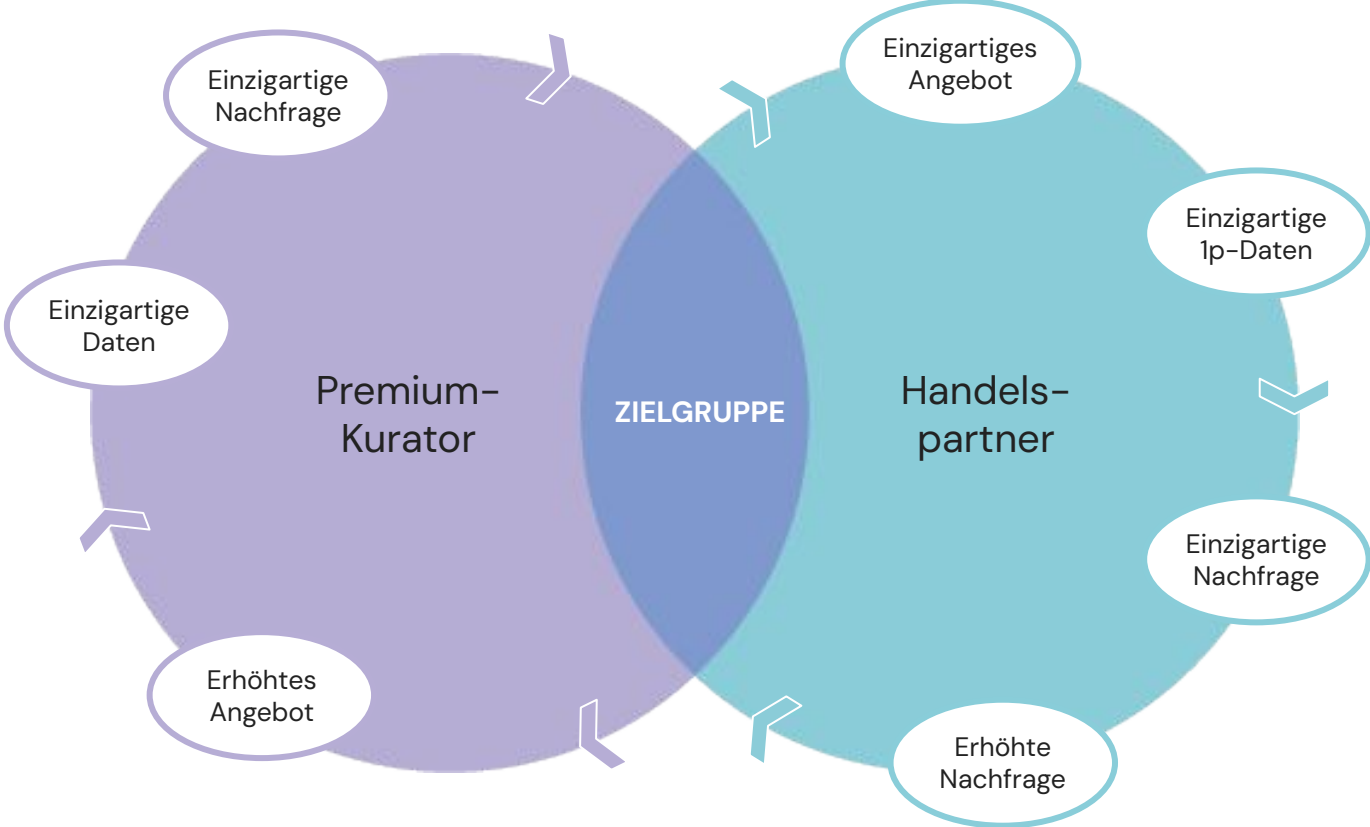 Einzigartige
Nachfrage
Einzigartige
Daten
Premium-
Kurator
Erhöhtes
Angebot
ZIELGRUPPE
Einzigartiges
Angebot
Einzigartige
1p-Daten
Handels-
partner
Einzigartige
Nachfrage
Erhöhte
Nachfrage